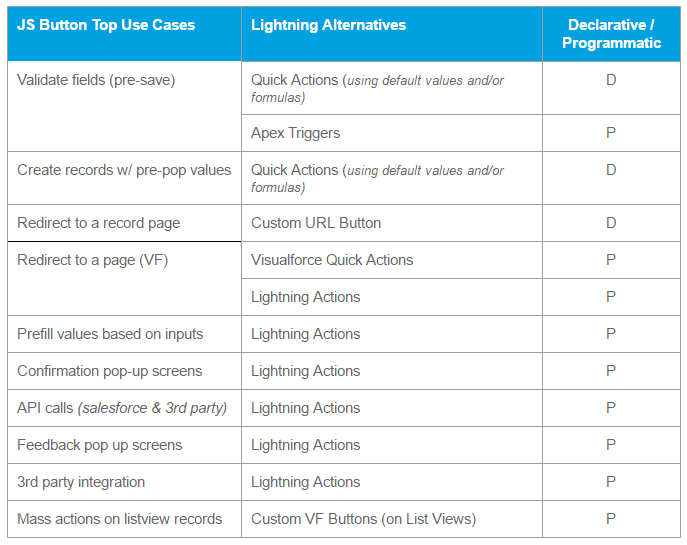 JS Button Top Use Cases Lightning Alternatives Declarative /
Programmatic
Validate fields (pre-save) Quick Actions (using default values and/or D
formulas)
Apex Triggers P
Create records w/ pre-pop values Quick Actions (using default values and/or D
formulas)
Redirect to a record page Custom URL Button D
Redirect to a page (VF) Visualforce Quick Actions P
Lightning Actions P
Prefill values based on inputs Lightning Actions P
Confirmation pop-up screens Lightning Actions P
API calls (salesforce & 3rd party) Lightning Actions P
Feedback pop up screens Lightning Actions P
3rd party integration Lightning Actions P
Mass actions on listview records Custom VF Buttons (on List Views) P